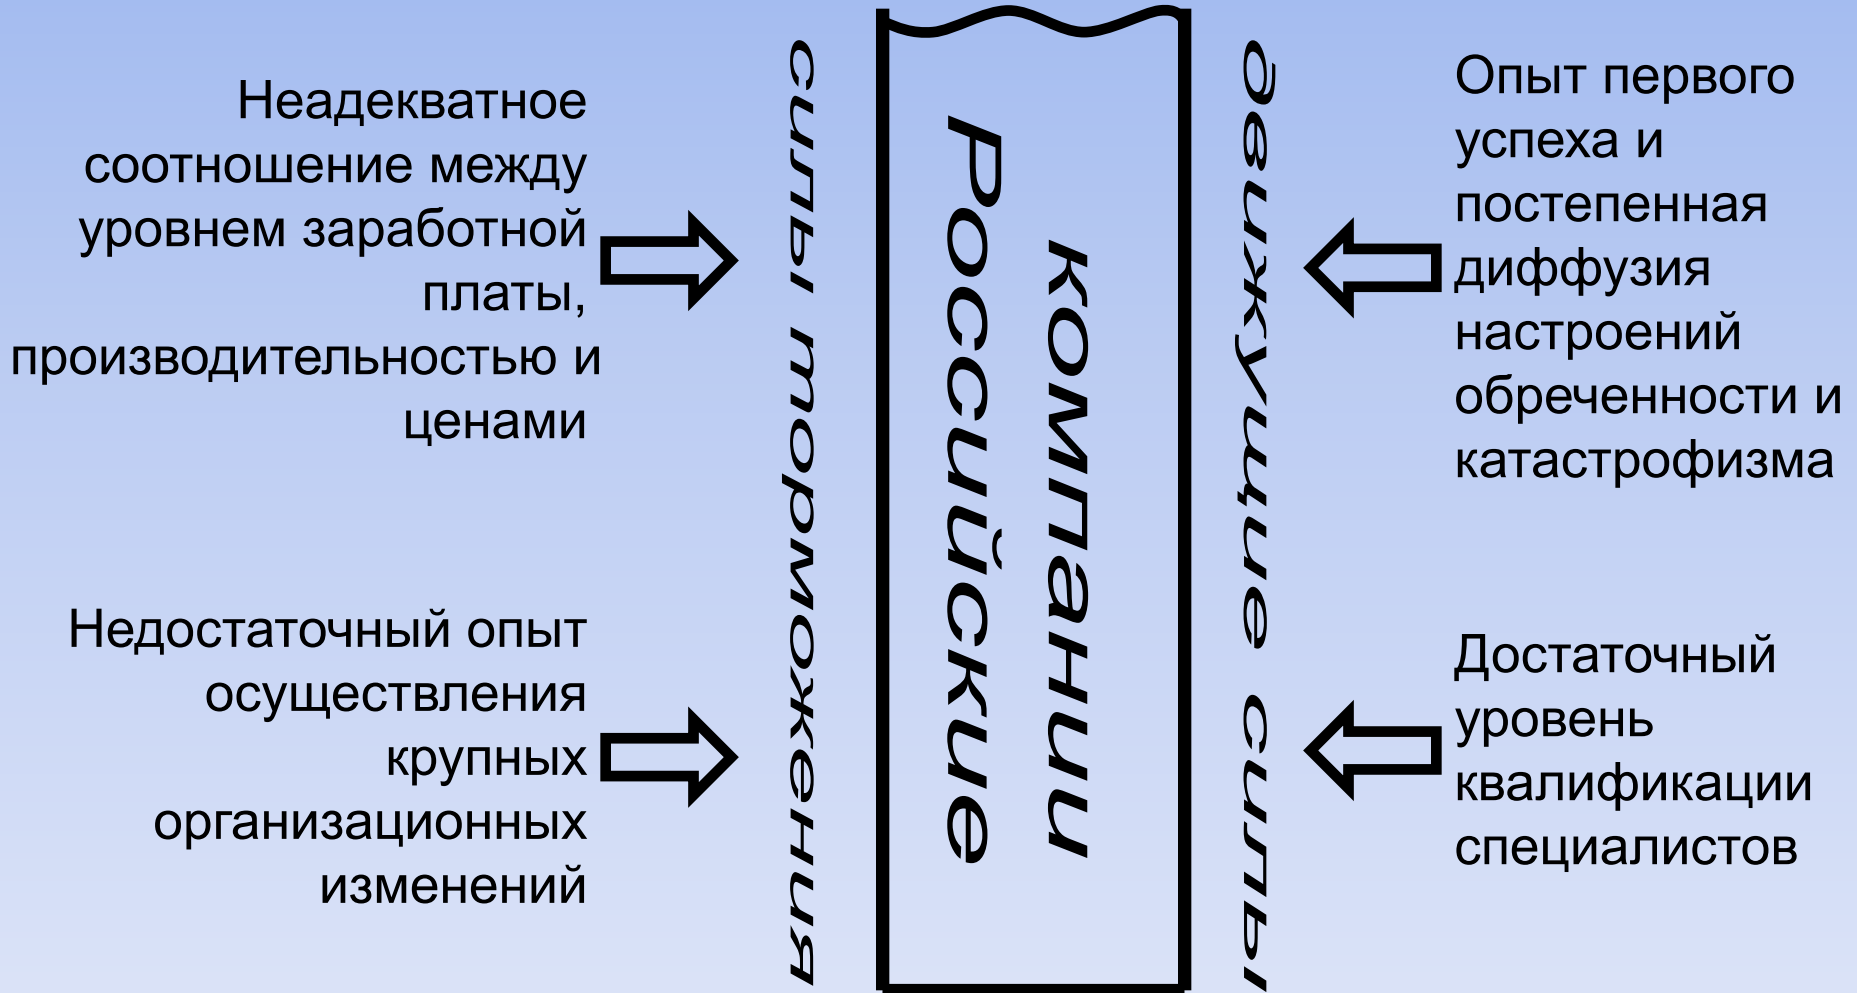 Неадекватное
соотношение между
уровнем заработной
платы,
производительностью и
ценами
Недостаточный опыт
осуществления
крупных
организационных
изменений
силы торможения
Российские
компании
движущие силы
Опыт первого
успеха и
постепенная
диффузия
настроений
обреченности и
катастрофизма
Достаточный
уровень
квалификации
специалистов